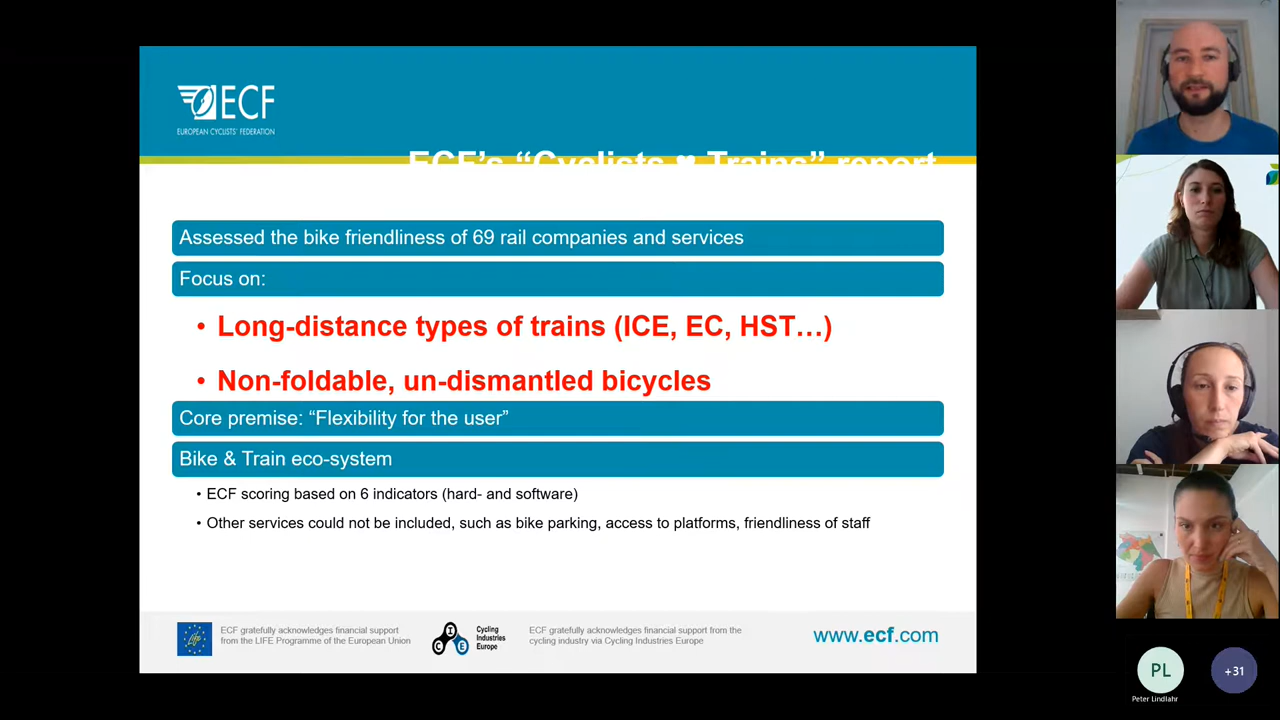 ECF
EUROPEAN CYCLISTS' FEDERATION
ECF's “Cyclists ♥ Trains” report
Assessed the bike friendliness of 69 rail companies and services
Focus on:
• Long-distance types of trains (ICE, EC, HST…)
• Non-foldable, un-dismantled bicycles
Core premise: “Flexibility for the user”
Bike & Train eco-system
• ECF scoring based on 6 indicators (hard- and software)
• Other services could not be included, such as bike parking, access to platforms, friendliness of staff
Life
ECF gratefully acknowledges financial support
from the LIFE Programme of the European Union
C I E
Cycling
Industries
Europe
ECF gratefully acknowledges financial support from the
cycling industry via Cycling Industries Europe
www.ecf.com
PL
Peter Lindlahr
+31